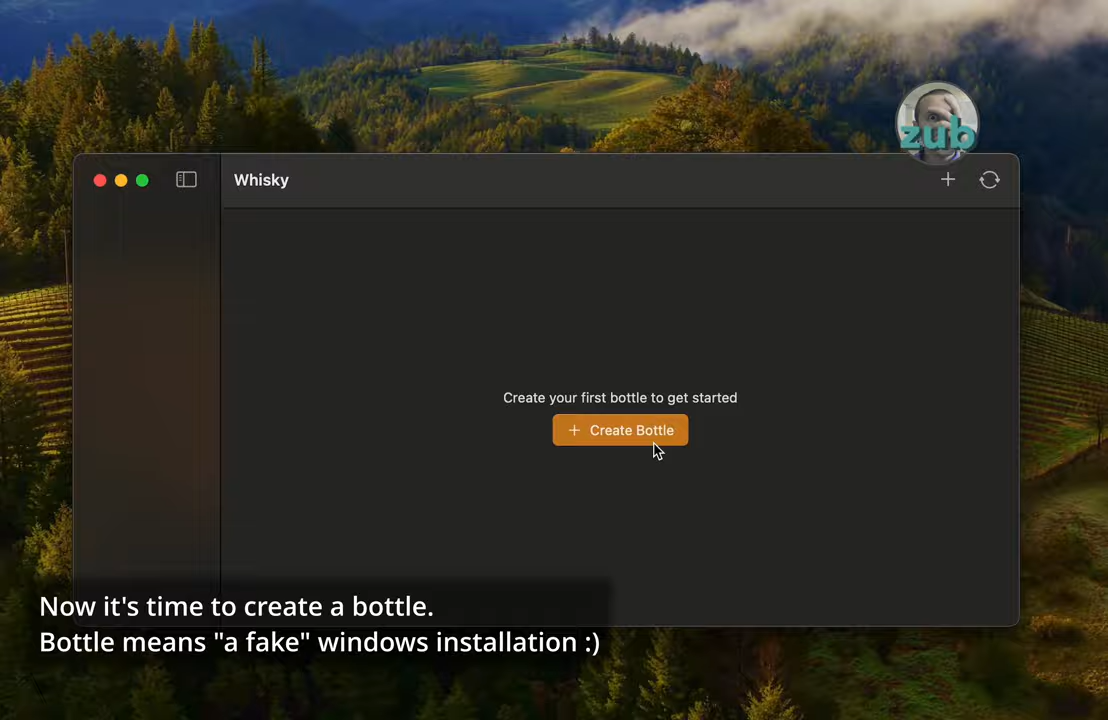 zub
Whisky
Create your first bottle to get started
+ Create Bottle
Now it's time to create a bottle.
Bottle means "a fake" windows installation :)